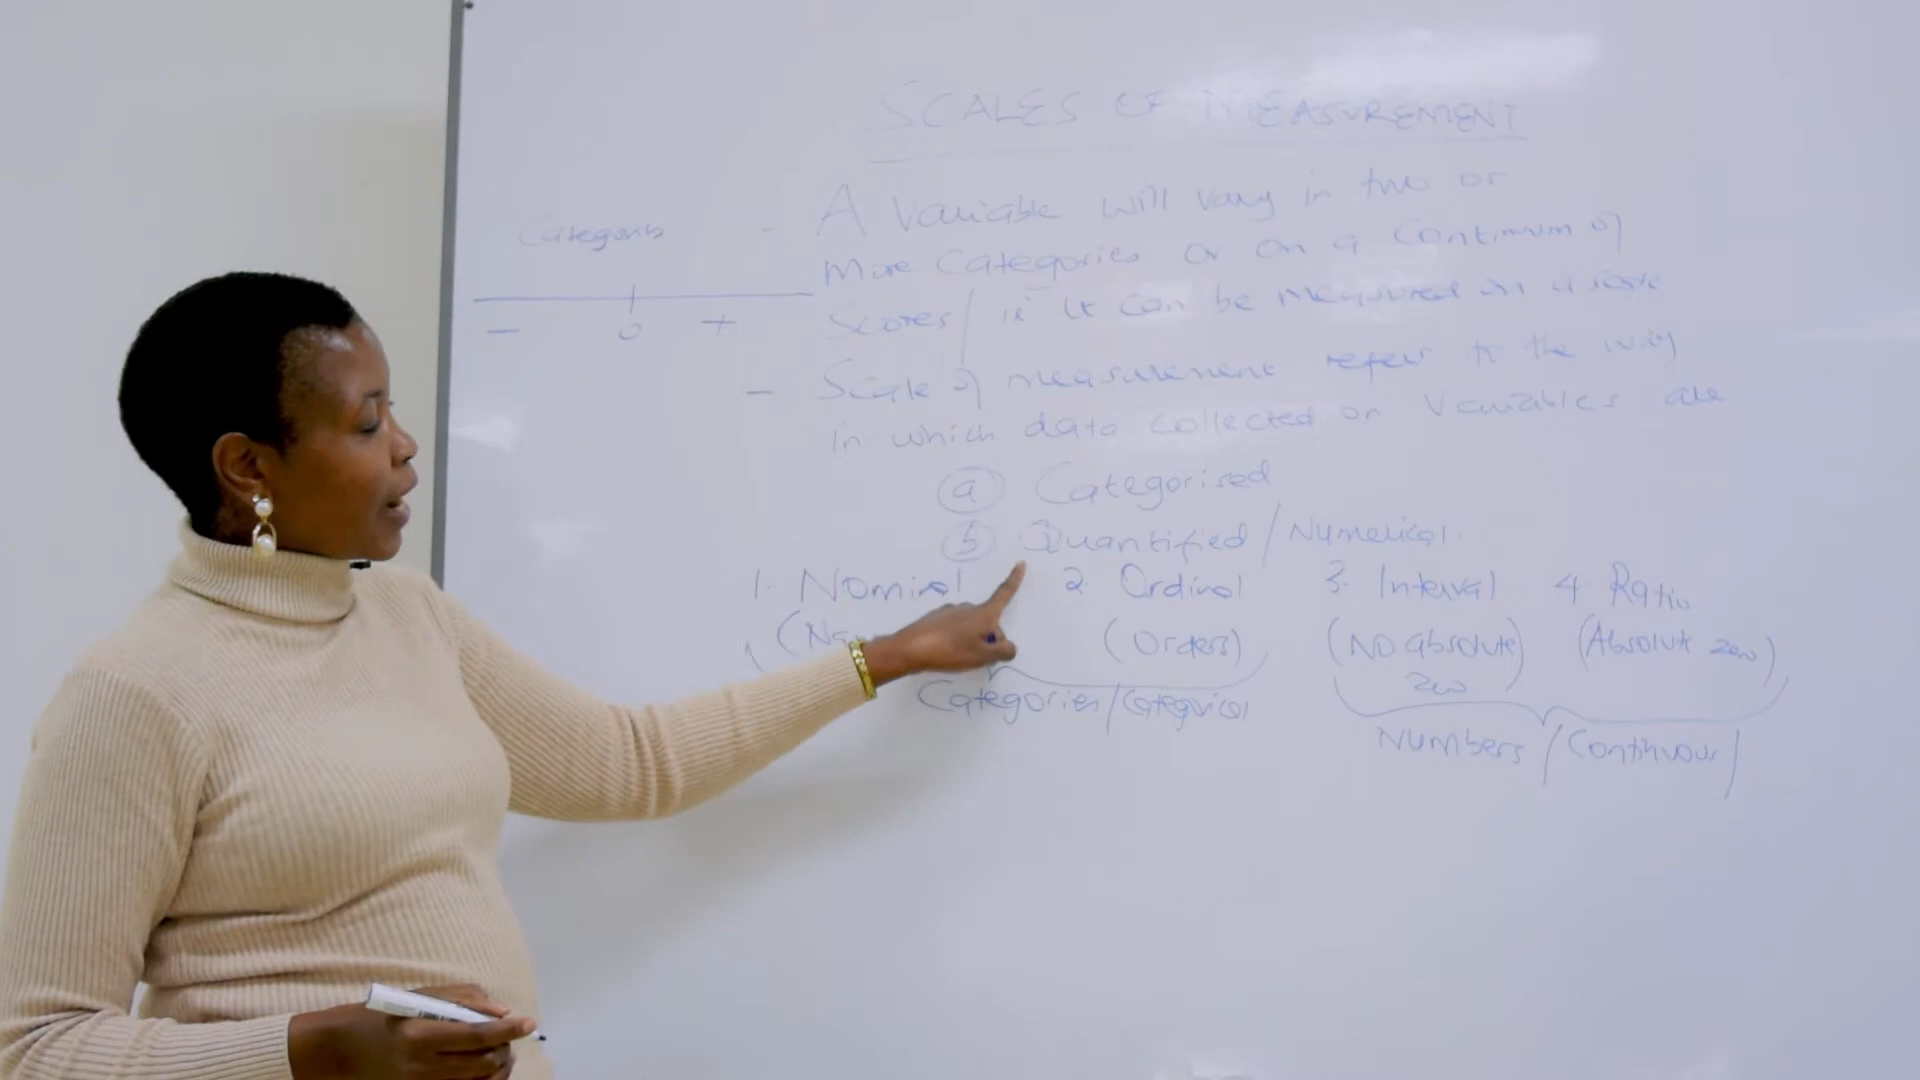 SCALES OF MEASUREMENT
Categories
- A Variable will vary in two or
More Categories or on a Continum of
Scores / ie it can be measured on a scale
- 0 +
- Scale of measurement refer to the way
in which data collected on Variables are
(a) Categorised
(b) Quantified / Numerical.
1. Nominal 2. Ordinal 3. Interval 4. Ratio
(Na (Orders) (No absolute Zero) (Absolute zero)
Categories / Categorical
Numbers / Continuous